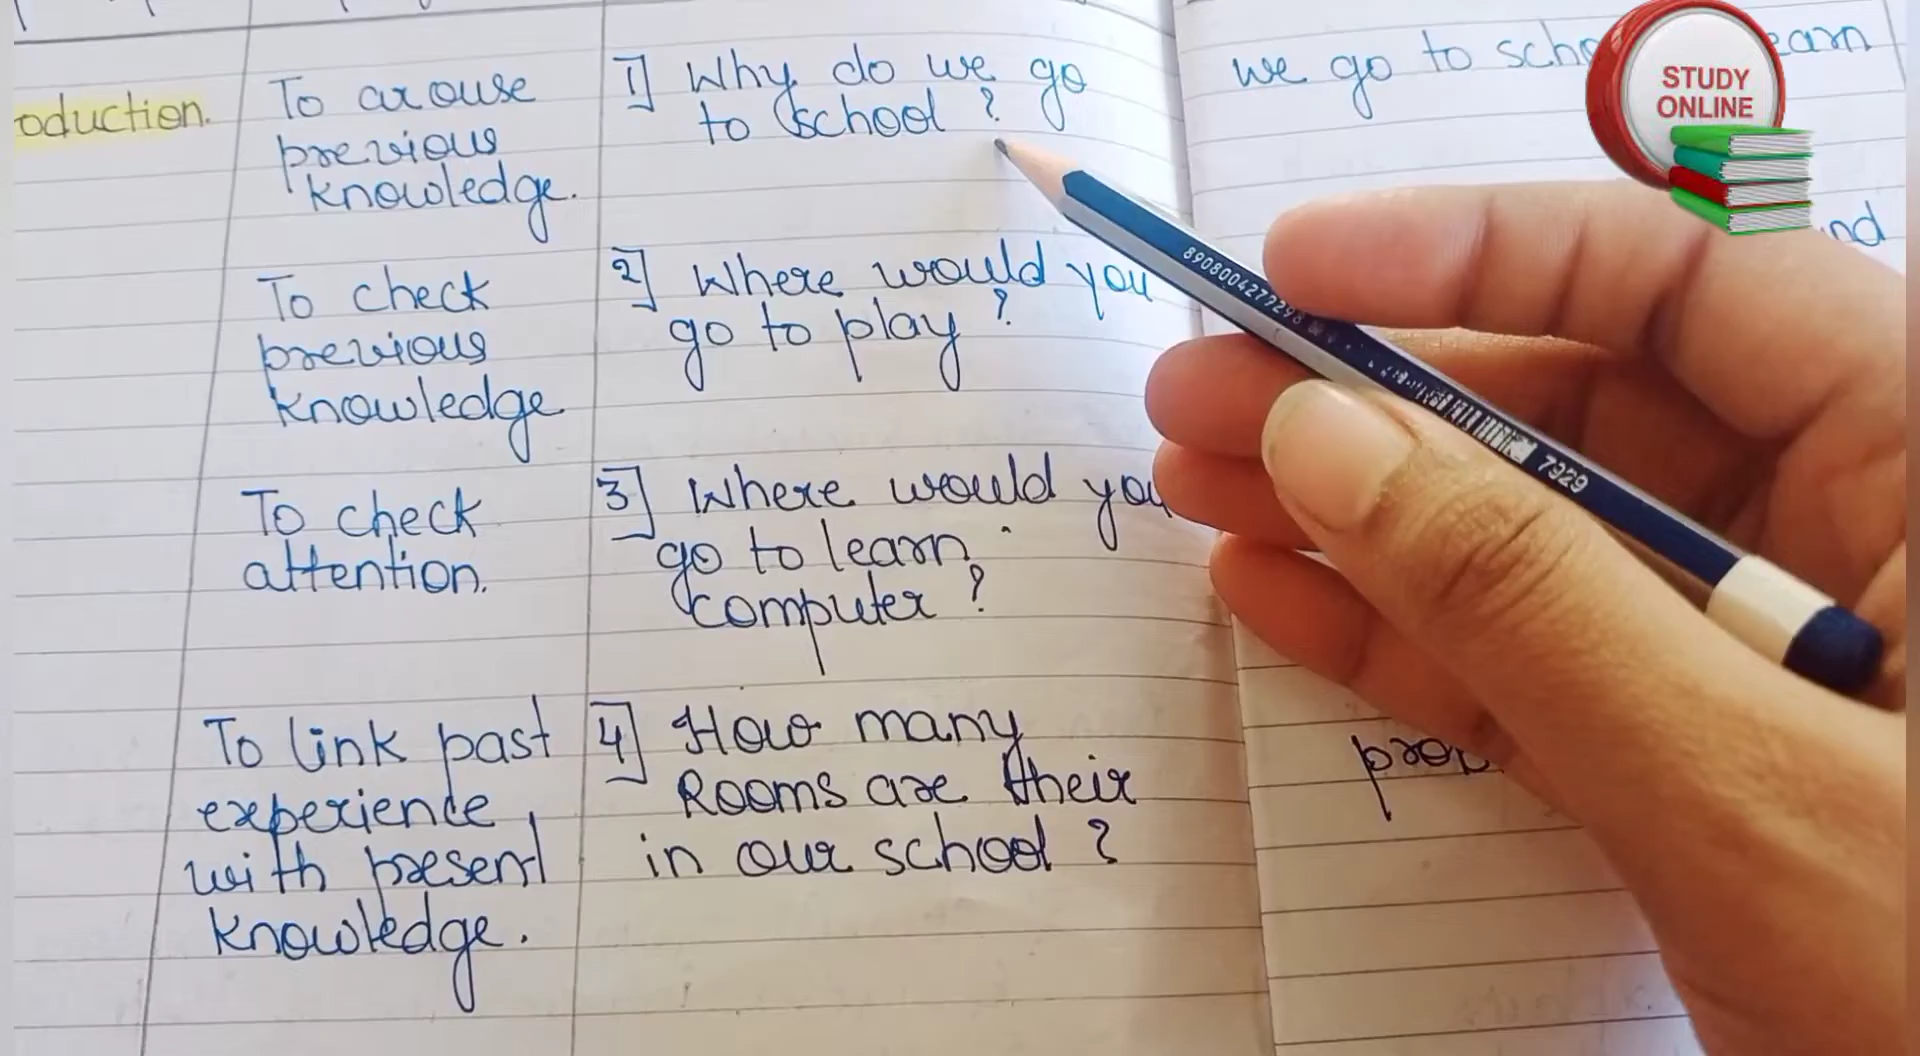 oduction.
To arouse
previous
knowledge.
1] Why do we go
to school ?
we go to
earn
To check
previous
knowledge
2] Where would you
go to play ?
nd
To check
attention.
3] Where would you
go to learn
computer ?
To link past
experience
with present
knowledge.
4] How many
Rooms are their
in our school ?
STUDY
ONLINE
7929